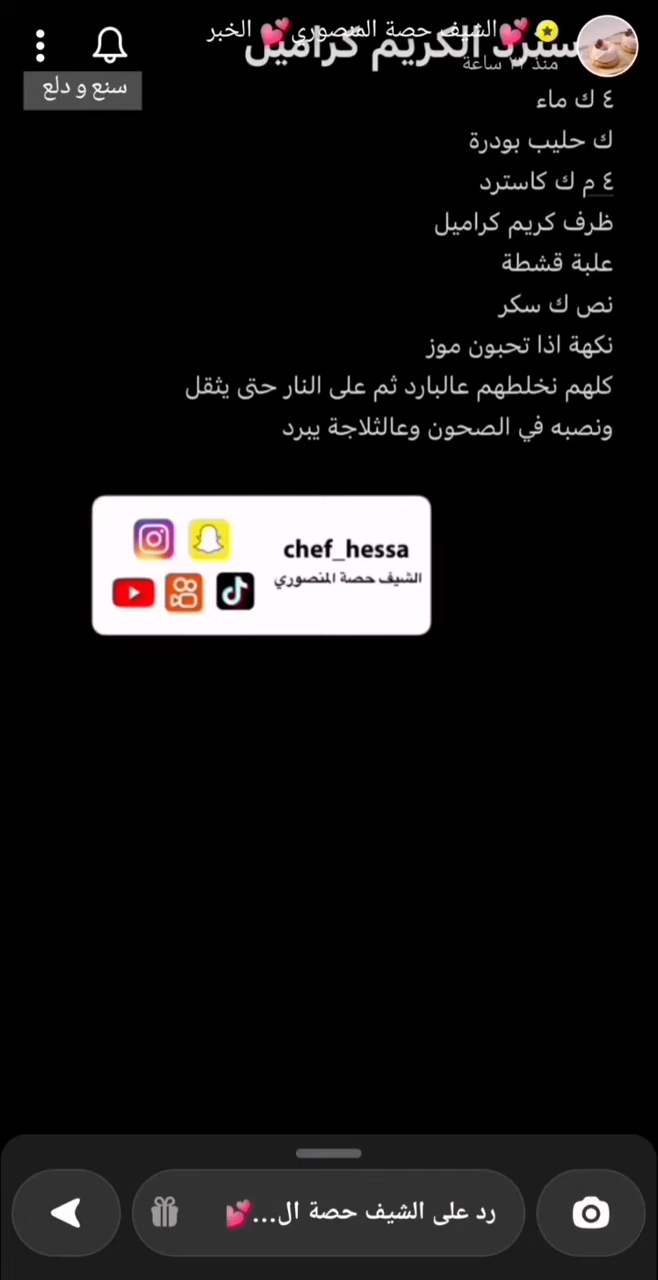 💕الشيف حصة المنصوري💕 الخبر
منذ ٢٢ ساعة
سنع و دلع
كاسترد الكريم كراميل
٤ ك ماء
ك حليب بودرة
٤ م ك كاسترد
ظرف كريم كراميل
علبة قشطة
نص ك سكر
نكهة اذا تحبون موز
كلهم نخلطهم عالبارد ثم على النار حتى يثقل
ونصبه في الصحون وعالثلاجة يبرد
chef_hessa
الشيف حصة المنصوري
رد على الشيف حصة ال...💕